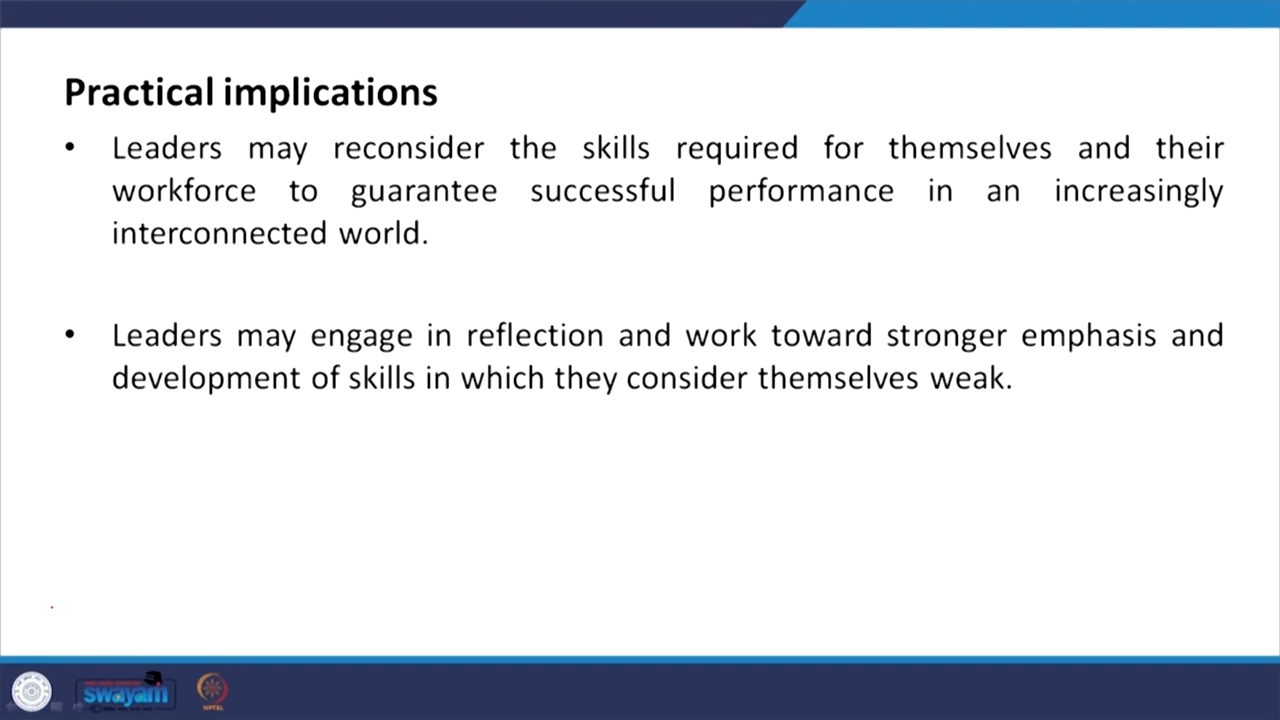 Practical implications
• Leaders may reconsider the skills required for themselves and their
workforce to guarantee successful performance in an increasingly
interconnected world.
• Leaders may engage in reflection and work toward stronger emphasis and
development of skills in which they consider themselves weak.
swayam
NPTEL